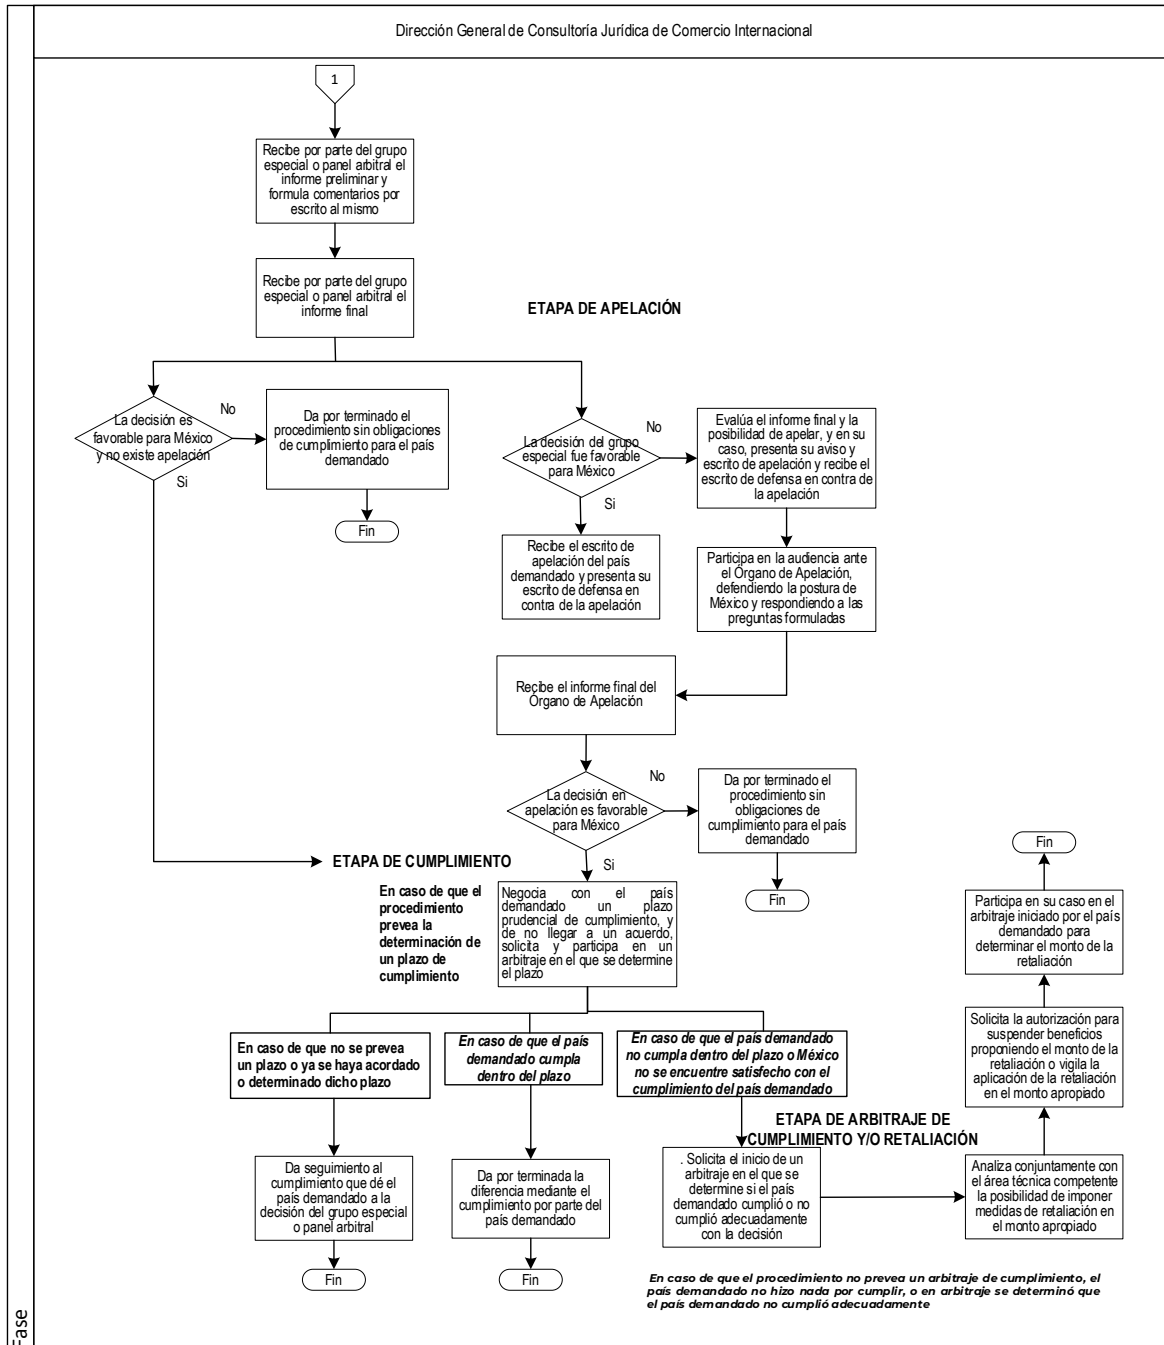 Dirección General de Consultoría Jurídica de Comercio Internacional
1
Recibe por parte del grupo
especial o panel arbitral el
informe preliminar y
formula comentarios por
escrito al mismo
Recibe por parte del grupo
especial o panel arbitral el
informe final
ETAPA DE APELACIÓN
La decisión es
favorable para México
y no existe apelación
No
Si
Da por terminado el
procedimiento sin obligaciones
de cumplimiento para el país
demandado
Fin
La decisión del grupo
especial fue favorable
para México
No
Si
Evalúa el informe final y la
posibilidad de apelar, y en su
caso, presenta su aviso y
escrito de apelación y recibe el
escrito de defensa en contra
de la apelación
Recibe el escrito de
apelación del país
demandado y presenta su
escrito de defensa en
contra de la apelación
Participa en la audiencia ante
el Órgano de Apelación,
defendiendo la postura de
México y respondiendo a las
preguntas formuladas
Recibe el informe final del
Órgano de Apelación
La decisión en
apelación es favorable
para México
No
Si
Da por terminado el
procedimiento sin
obligaciones de
cumplimiento para el país
demandado
Fin
ETAPA DE CUMPLIMIENTO
En caso de que el
procedimiento
prevea la
determinación de
un plazo de
cumplimiento
Negocia con el país
demandado un plazo
prudencial de cumplimiento, y
de no llegar a un acuerdo,
solicita y participa en un
arbitraje en el que se determine
el plazo
En caso de que no se prevea
un plazo o ya se haya acordado
o determinado dicho plazo
En caso de que el país
demandado cumpla
dentro del plazo
En caso de que el país demandado
no cumpla dentro del plazo o México
no se encuentre satisfecho con el
cumplimiento del país demandado
Da seguimiento al
cumplimiento que dé el
país demandado a la
decisión del grupo especial
o panel arbitral
Fin
Da por terminada la
diferencia mediante el
cumplimiento por parte del
país demandado
Fin
ETAPA DE ARBITRAJE DE
CUMPLIMIENTO Y/O RETALIACIÓN
. Solicita el inicio de un
arbitraje en el que se
determine si el país
demandado cumplió o no
cumplió adecuadamente
con la decisión
Analiza conjuntamente con
el área técnica competente
la posibilidad de imponer
medidas de retaliación en
el monto apropiado
Solicita la autorización para
suspender beneficios
proponiendo el monto de la
retaliación o vigila la
aplicación de la retaliación
en el monto apropiado
Participa en su caso en el
arbitraje iniciado por el país
demandado para
determinar el monto de la
retaliación
Fin
En caso de que el procedimiento no prevea un arbitraje de cumplimiento, el
país demandado no hizo nada por cumplir, o en arbitraje se determinó que
el país demandado no cumplió adecuadamente
Fase